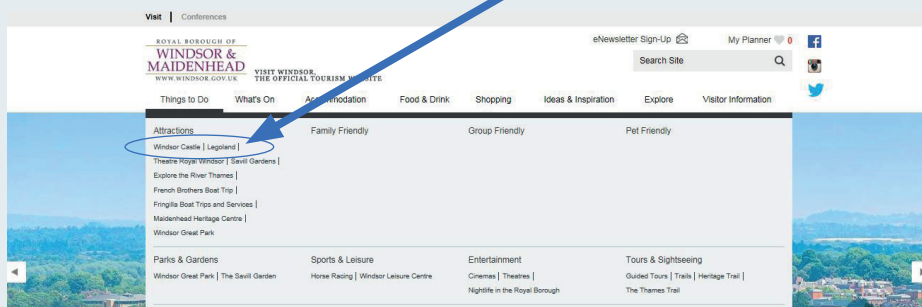 Visit | Conferences
ROYAL BOROUGH OF
WINDSOR &
MAIDENHEAD
WWW.WINDSOR.GOV.UK
VISIT WINDSOR,
THE OFFICIAL TOURISM WEBSITE
eNewsletter Sign-Up
My Planner 0
Search Site
Things to Do What's On Accommodation Food & Drink Shopping Ideas & Inspiration Explore Visitor Information
Attractions Family Friendly Group Friendly Pet Friendly
Windsor Castle | Legoland |
Theatre Royal Windsor | Savill Gardens |
Explore the River Thames |
French Brothers Boat Trip |
Fringilla Boat Trips and Services |
Maidenhead Heritage Centre |
Windsor Great Park
Parks & Gardens Sports & Leisure Entertainment Tours & Sightseeing
Windsor Great Park | The Savill Garden Horse Racing | Windsor Leisure Centre Cinemas | Theatres | Guided Tours | Trails | Heritage Trail |
Nightlife in the Royal Borough The Thames Trail